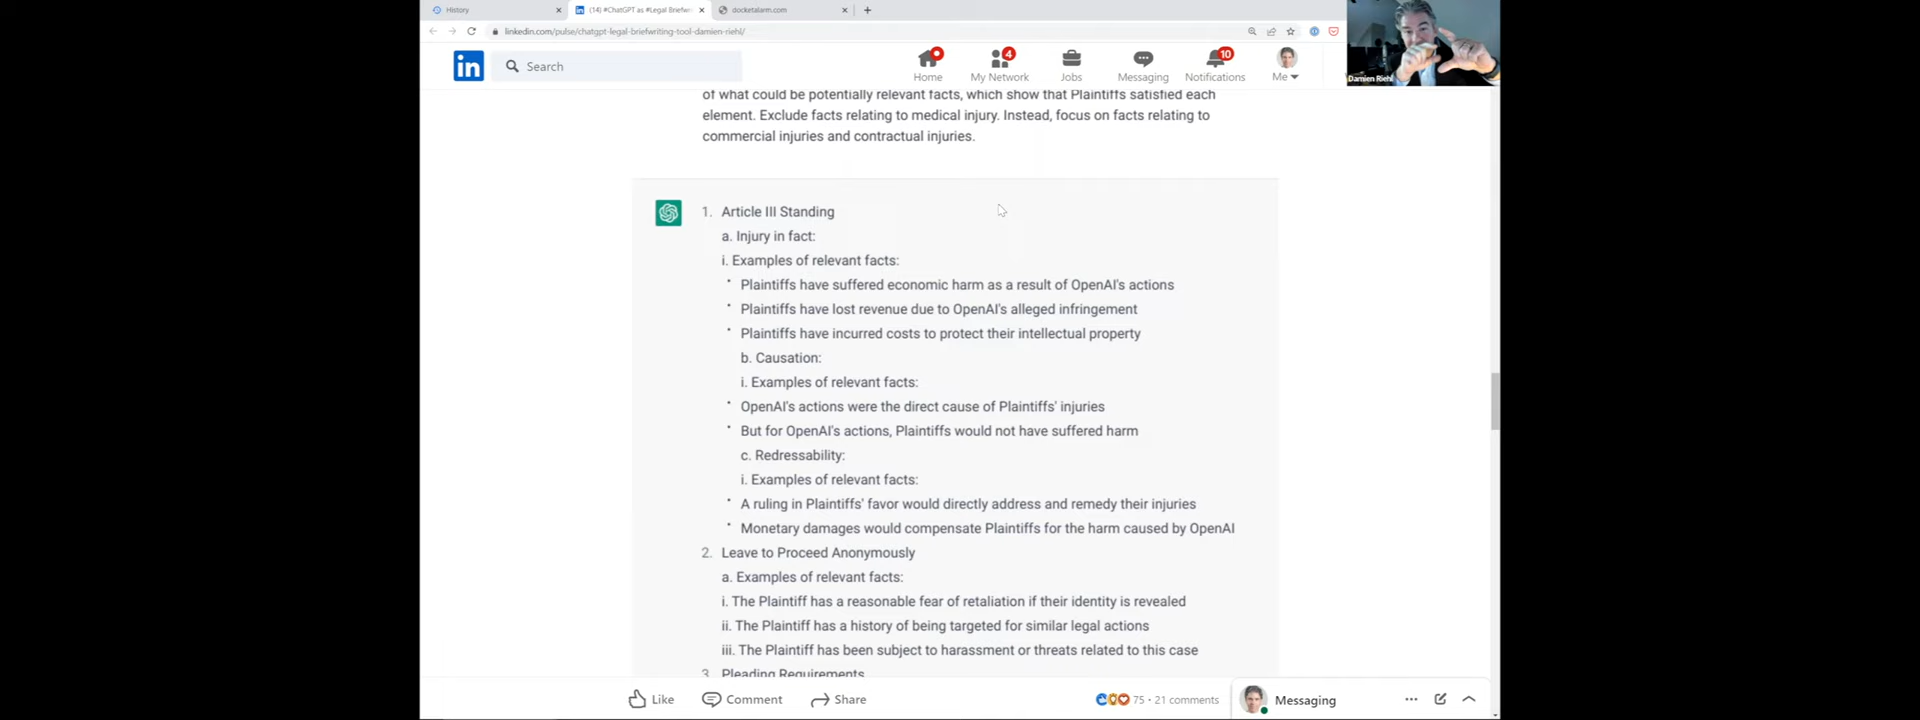 History
(14) #ChatGPT as #Legal Briefwr
docketalarm.com
linkedin.com/pulse/chatgpt-legal-briefwriting-tool-damien-riehl/
in
Search
Home
4
My Network
Jobs
Messaging
10
Notifications
Me
Damien Riehl
of what could be potentially relevant facts, which show that Plaintiffs satisfied each
element. Exclude facts relating to medical injury. Instead, focus on facts relating to
commercial injuries and contractual injuries.
1. Article III Standing
a. Injury in fact:
i. Examples of relevant facts:
• Plaintiffs have suffered economic harm as a result of OpenAI's actions
• Plaintiffs have lost revenue due to OpenAI's alleged infringement
• Plaintiffs have incurred costs to protect their intellectual property
b. Causation:
i. Examples of relevant facts:
• OpenAI's actions were the direct cause of Plaintiffs' injuries
• But for OpenAI's actions, Plaintiffs would not have suffered harm
c. Redressability:
i. Examples of relevant facts:
• A ruling in Plaintiffs' favor would directly address and remedy their injuries
• Monetary damages would compensate Plaintiffs for the harm caused by OpenAI
2. Leave to Proceed Anonymously
a. Examples of relevant facts:
i. The Plaintiff has a reasonable fear of retaliation if their identity is revealed
ii. The Plaintiff has a history of being targeted for similar legal actions
iii. The Plaintiff has been subject to harassment or threats related to this case
3. Pleading Requirements
Like
Comment
Share
75 • 21 comments
Messaging